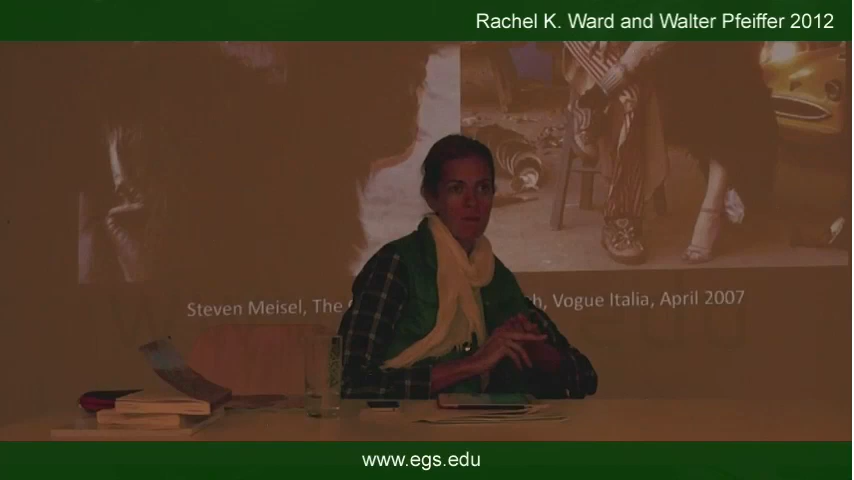 Rachel K. Ward and Walter Pfeiffer 2012
Steven Meisel, The
h, Vogue Italia, April 2007
www.egs.edu